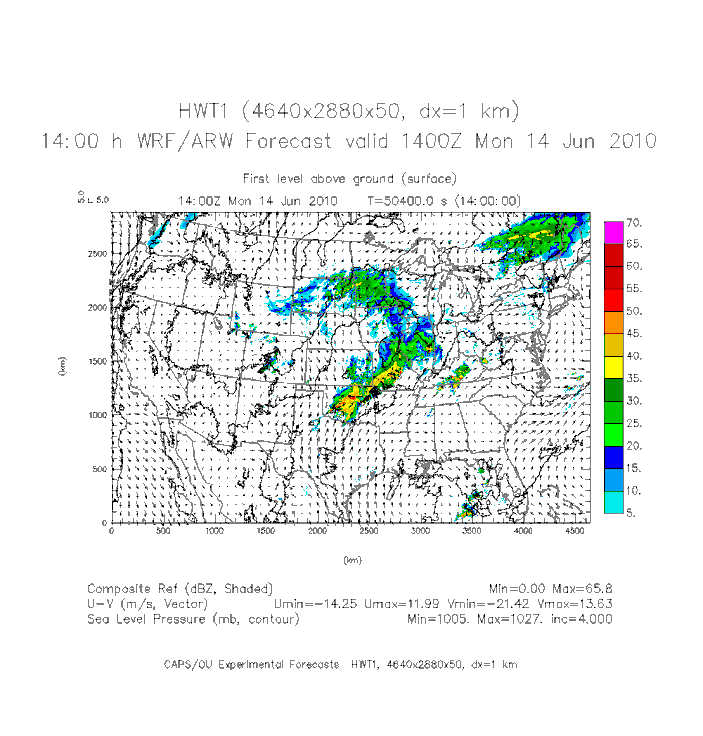 HWT1 (4640x2880x50, dx=1 km)
14:00 h WRF/ARW Forecast valid 1400Z Mon 14 Jun 2010
First level above ground (surface)
14:00Z Mon 14 Jun 2010 T=50400.0 s (14:00:00)
5.0
5.0
2500
2000
1500
1000
500
0
(km)
0 500 1000 1500 2000 2500 3000 3500 4000 4500
(km)
70.
65.
60.
55.
50.
45.
40.
35.
30.
25.
20.
15.
10.
5.
Composite Ref (dBZ, Shaded) Min=0.00 Max=65.8
U-V (m/s, Vector) Umin=-14.25 Umax=11.99 Vmin=-21.42 Vmax=13.63
Sea Level Pressure (mb, contour) Min=1005. Max=1027. inc=4.000
CAPS/OU Experimental Forecasts HWT1, 4640x2880x50, dx=1 km